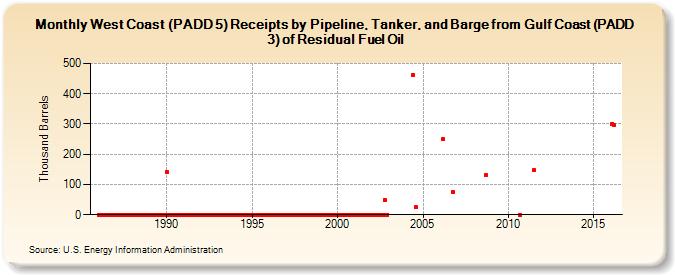 Monthly West Coast (PADD 5) Receipts by Pipeline, Tanker, and Barge from Gulf Coast (PADD
3) of Residual Fuel Oil
Thousand Barrels
500
400
300
200
100
0
1990 1995 2000 2005 2010 2015
Source: U.S. Energy Information Administration